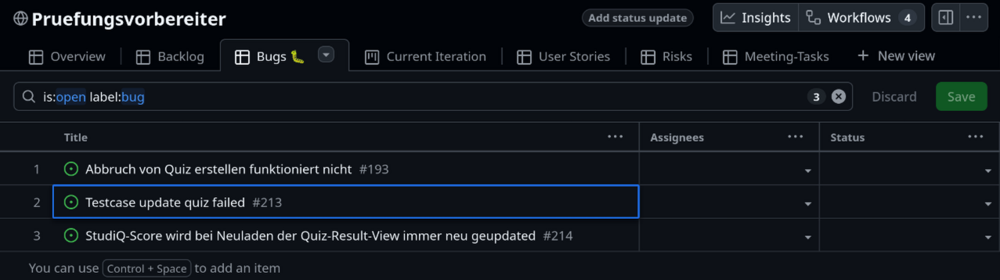 Pruefungsvorbereiter Add status update Insights Workflows 4
Overview Backlog Bugs 🐛 Current Iteration User Stories Risks Meeting-Tasks + New view
is:open label:bug 3 Discard Save
Title Assignees Status
1 Abbruch von Quiz erstellen funktioniert nicht #193
2 Testcase update quiz failed #213
3 StudiQ-Score wird bei Neuladen der Quiz-Result-View immer neu geupdated #214
You can use Control + Space to add an item